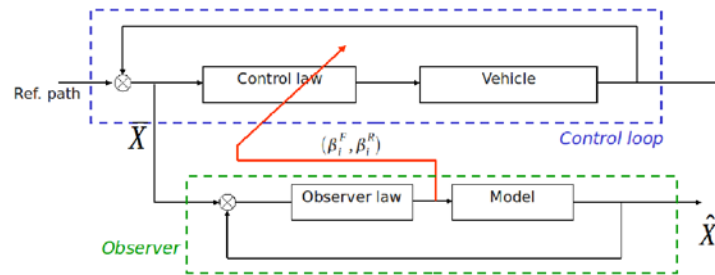 Control law
Vehicle
Ref. path
X̅
(β_i^F, β_i^R)
Control loop
Observer law
Model
Observer
X̂